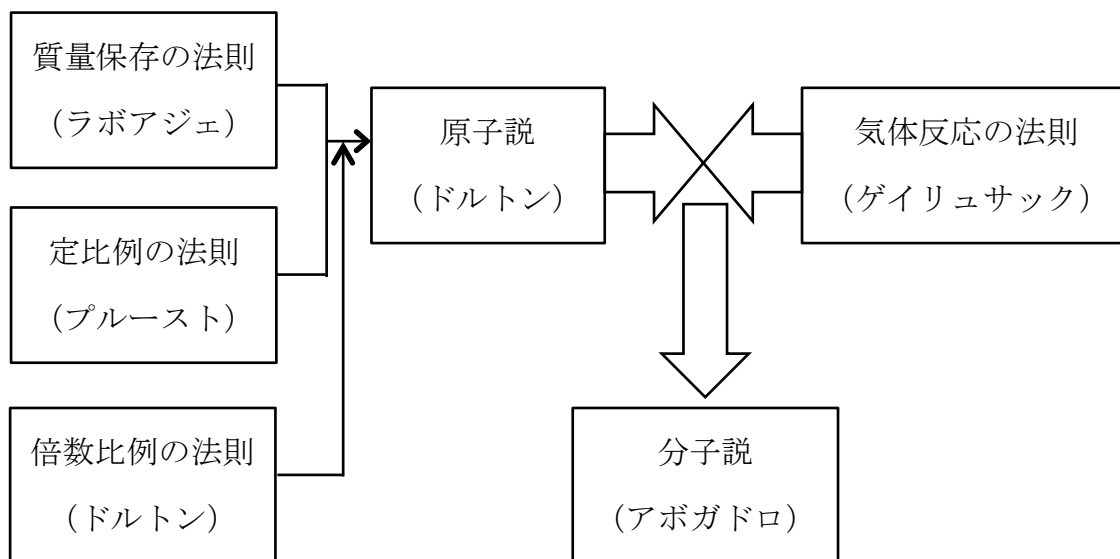 質量保存の法則
（ラボアジェ）
定比例の法則
（プルースト）
倍数比例の法則
（ドルトン）
原子説
（ドルトン）
気体反応の法則
（ゲイリュサック）
分子説
（アボガドロ）